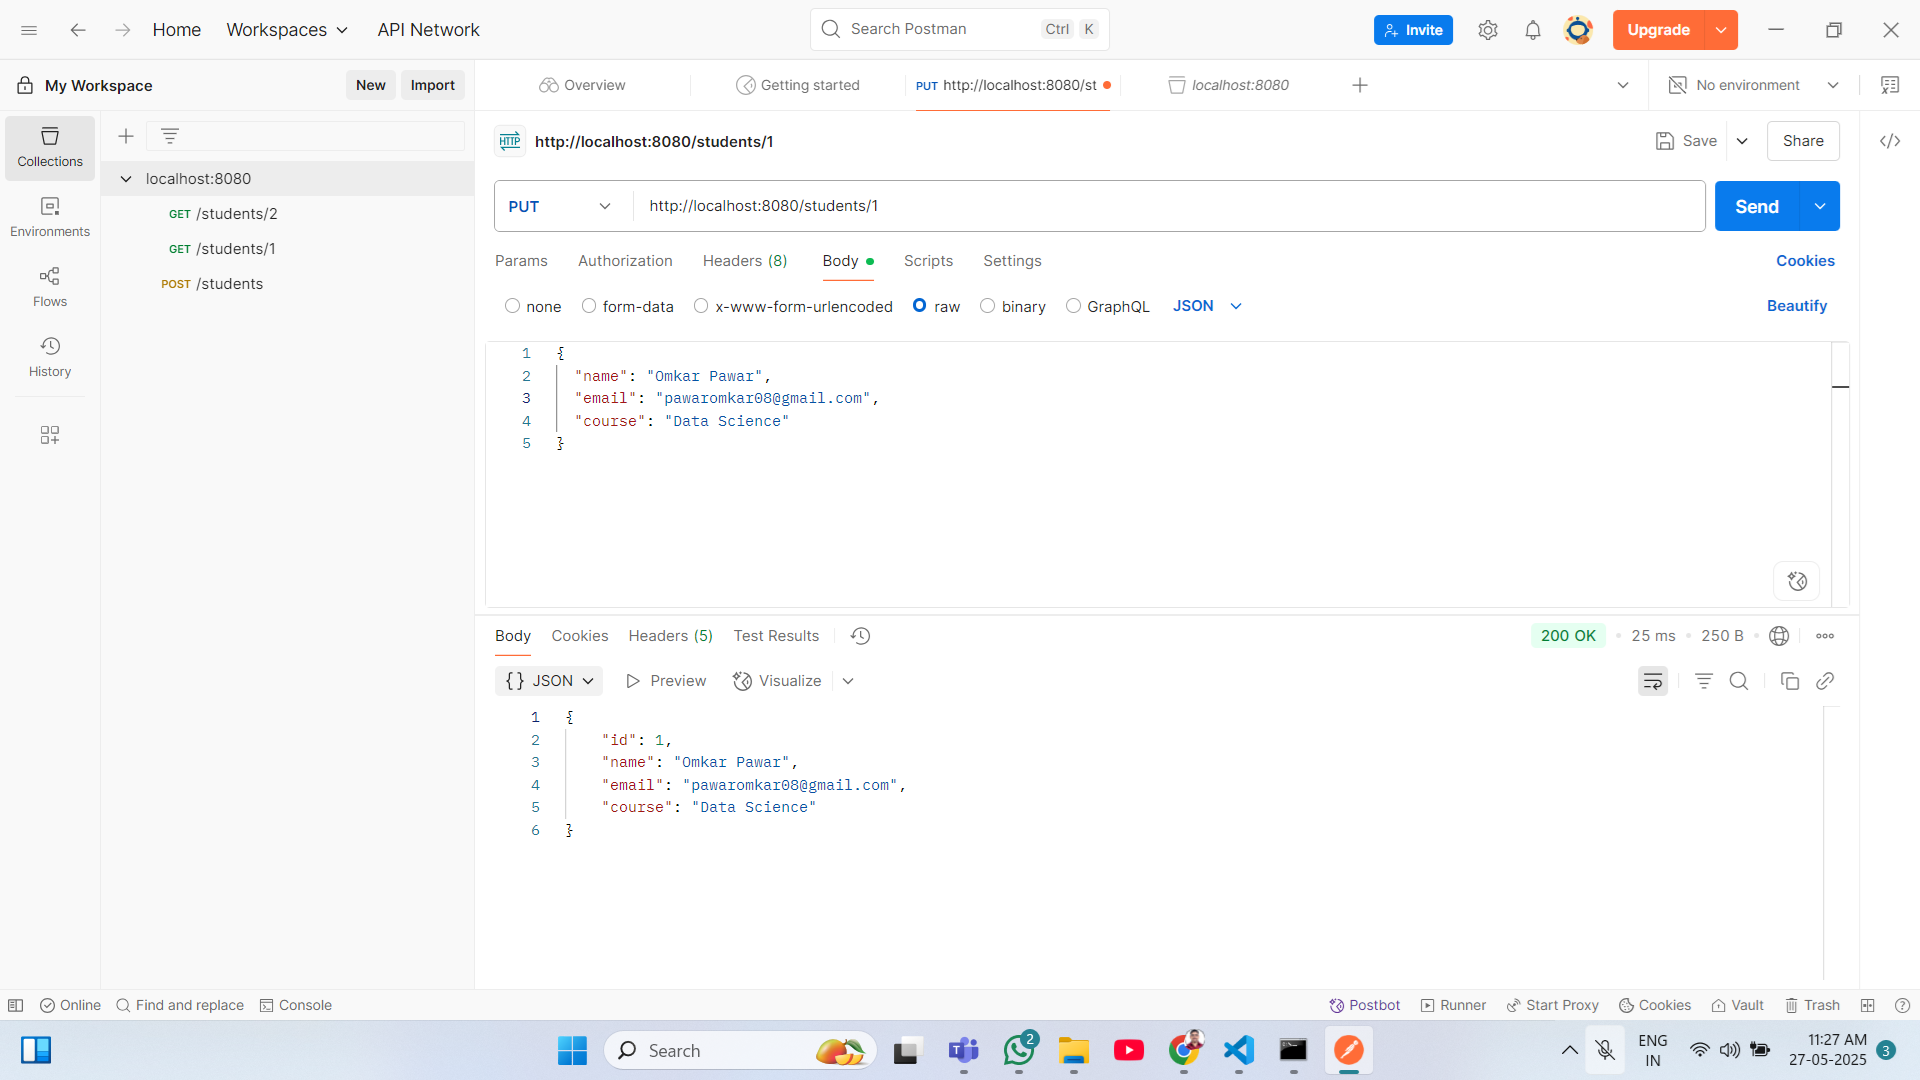 Home Workspaces API Network Search Postman Ctrl K Invite Upgrade
My Workspace New Import Overview Getting started PUT http://localhost:8080/st localhost:8080 No environment
Collections
Environments
Flows
History
localhost:8080
GET /students/2
GET /students/1
POST /students
HTTP http://localhost:8080/students/1 Save Share
PUT http://localhost:8080/students/1 Send
Params Authorization Headers (8) Body Scripts Settings Cookies
none form-data x-www-form-urlencoded raw binary GraphQL JSON Beautify
1 {
2 "name": "Omkar Pawar",
3 "email": "pawaromkar08@gmail.com",
4 "course": "Data Science"
5 }
Body Cookies Headers (5) Test Results 200 OK 25 ms 250 B
{} JSON Preview Visualize
1 {
2 "id": 1,
3 "name": "Omkar Pawar",
4 "email": "pawaromkar08@gmail.com",
5 "course": "Data Science"
6 }
Online Find and replace Console Postbot Runner Start Proxy Cookies Vault Trash
Search 2 ENG 11:27 AM 3
IN 27-05-2025